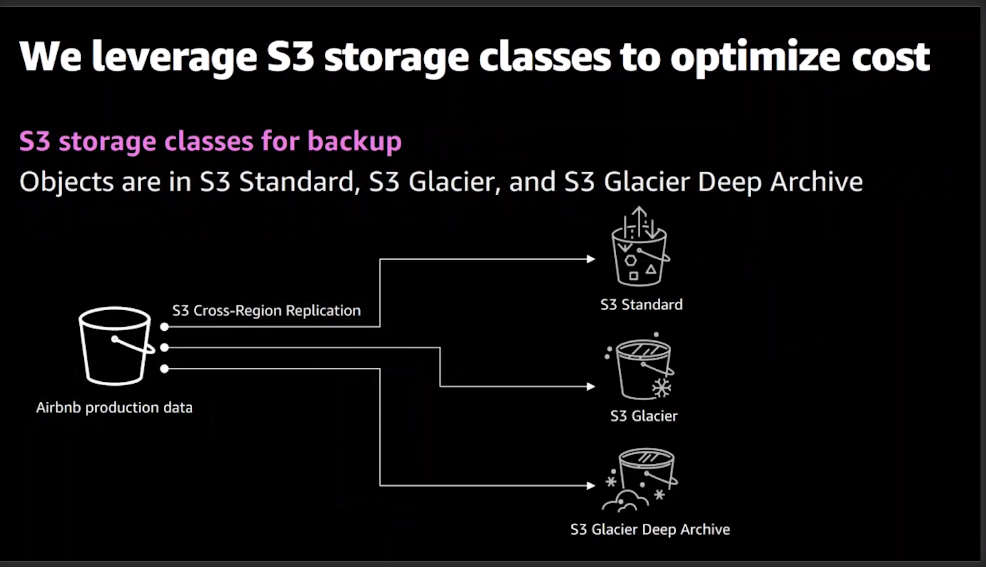 We leverage S3 storage classes to optimize cost
S3 storage classes for backup
Objects are in S3 Standard, S3 Glacier, and S3 Glacier Deep Archive
S3 Cross-Region Replication
Airbnb production data
S3 Standard
S3 Glacier
S3 Glacier Deep Archive